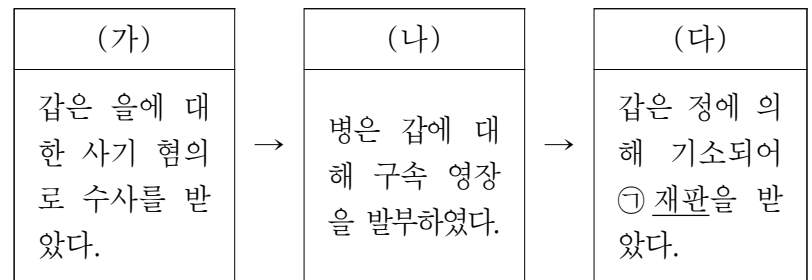 (가)
갑은 을에 대
한 사기 혐의
로 수사를 받
았다.
→
(나)
병은 갑에 대
해 구속 영장
을 발부하였다.
→
(다)
갑은 정에 의
해 기소되어
㉠ 재판을 받
았다.